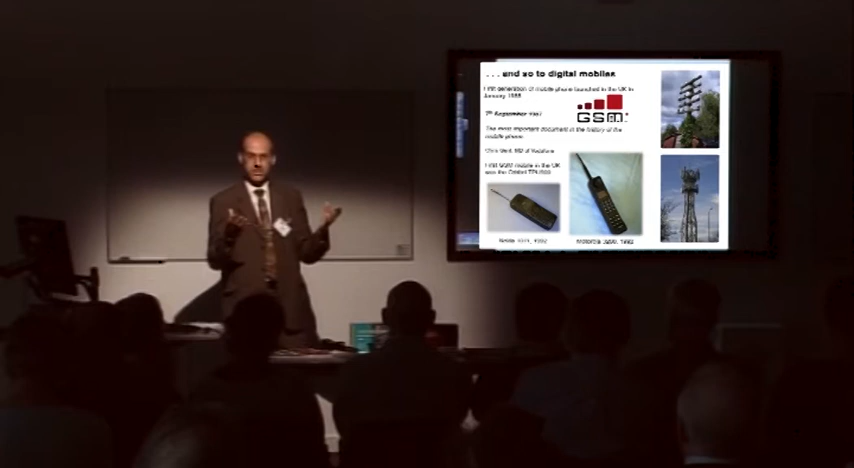 . . . and so to digital mobiles
First generation of mobile phone launched in the UK in
January 1985
7th September 1987
GSM
The most important document in the history of the
mobile phone
Chris Gent, MD of Vodafone
First GSM mobile in the UK
was the Orbitel
1992
Motorola 3200, 1992